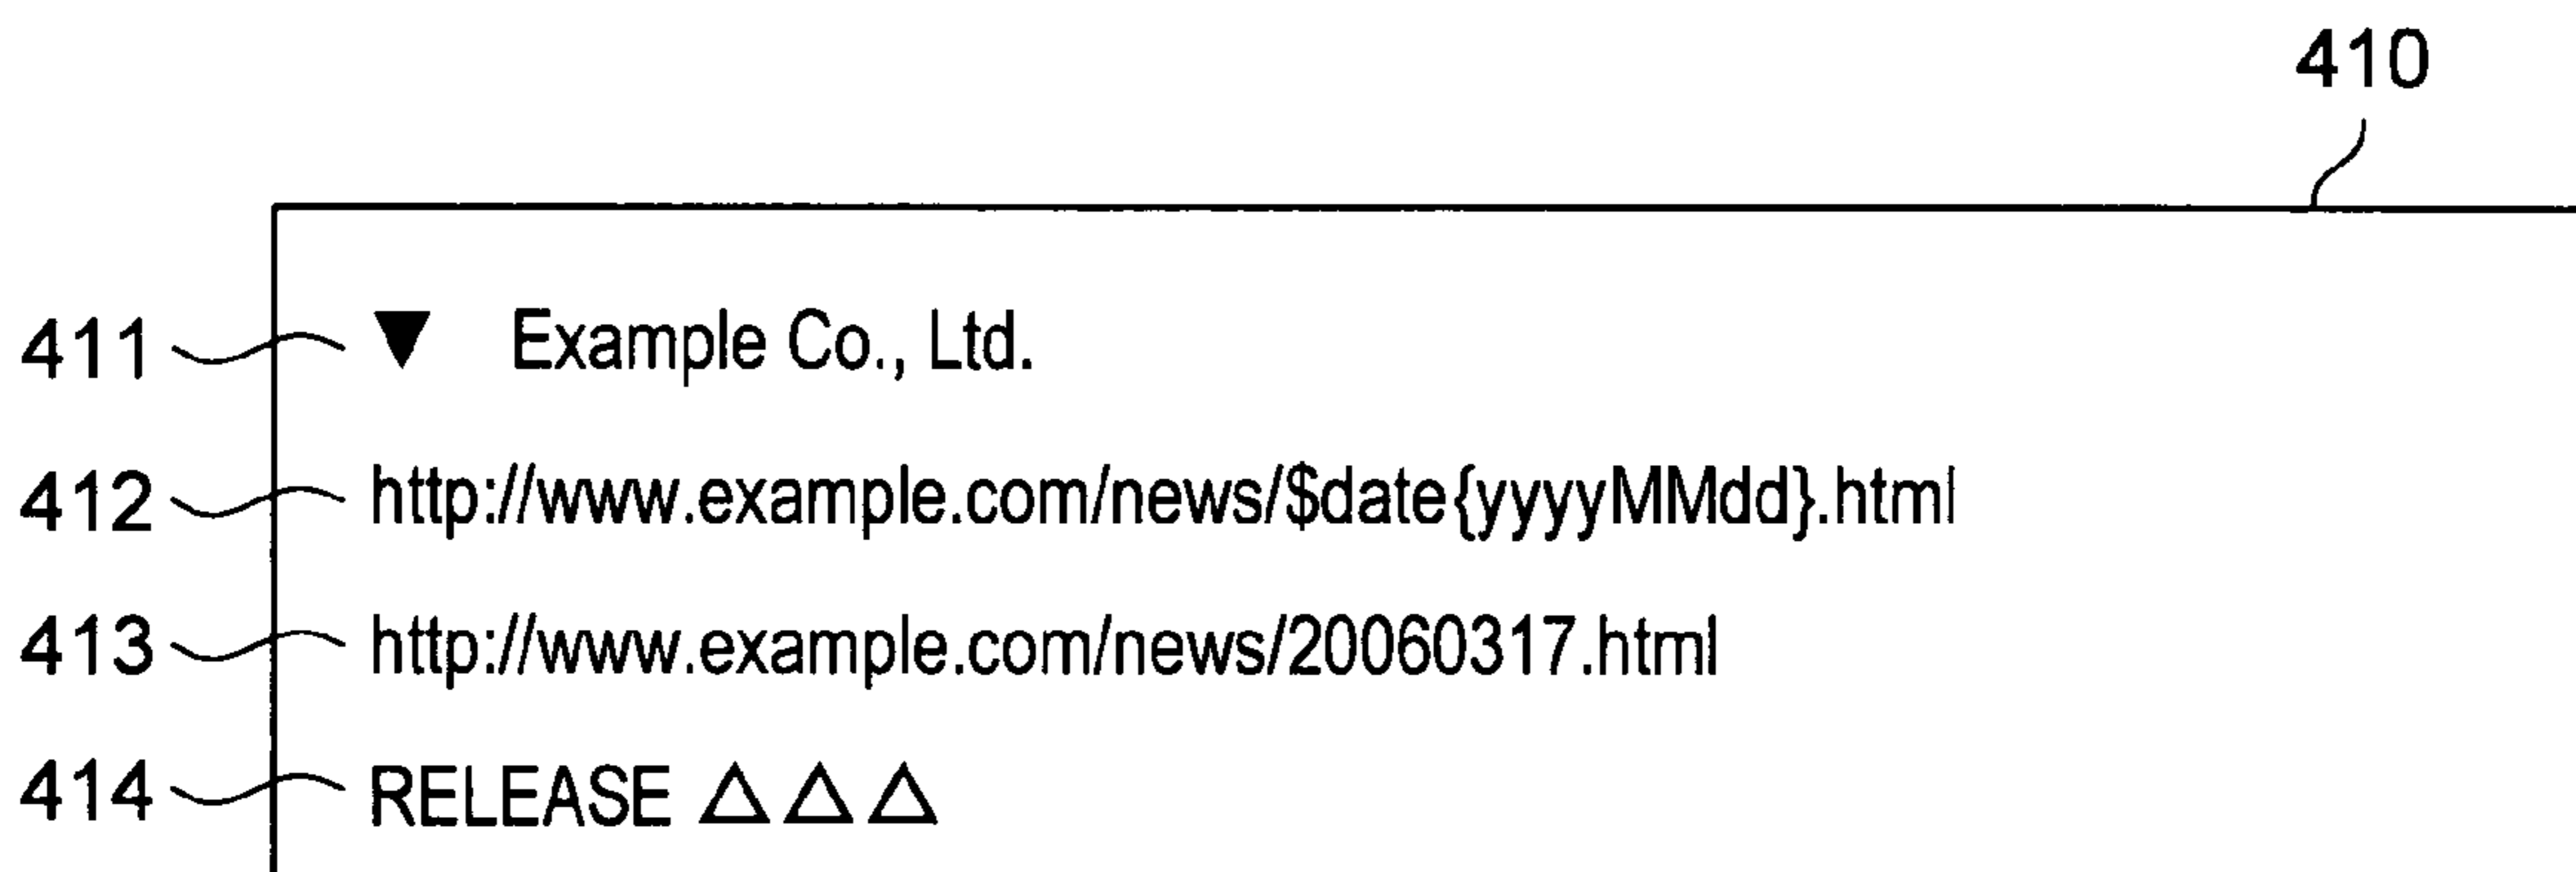 410
411 ▼ Example Co., Ltd.
412 http://www.example.com/news/$date{yyyyMMdd}.html
413 http://www.example.com/news/20060317.html
414 RELEASE △△△